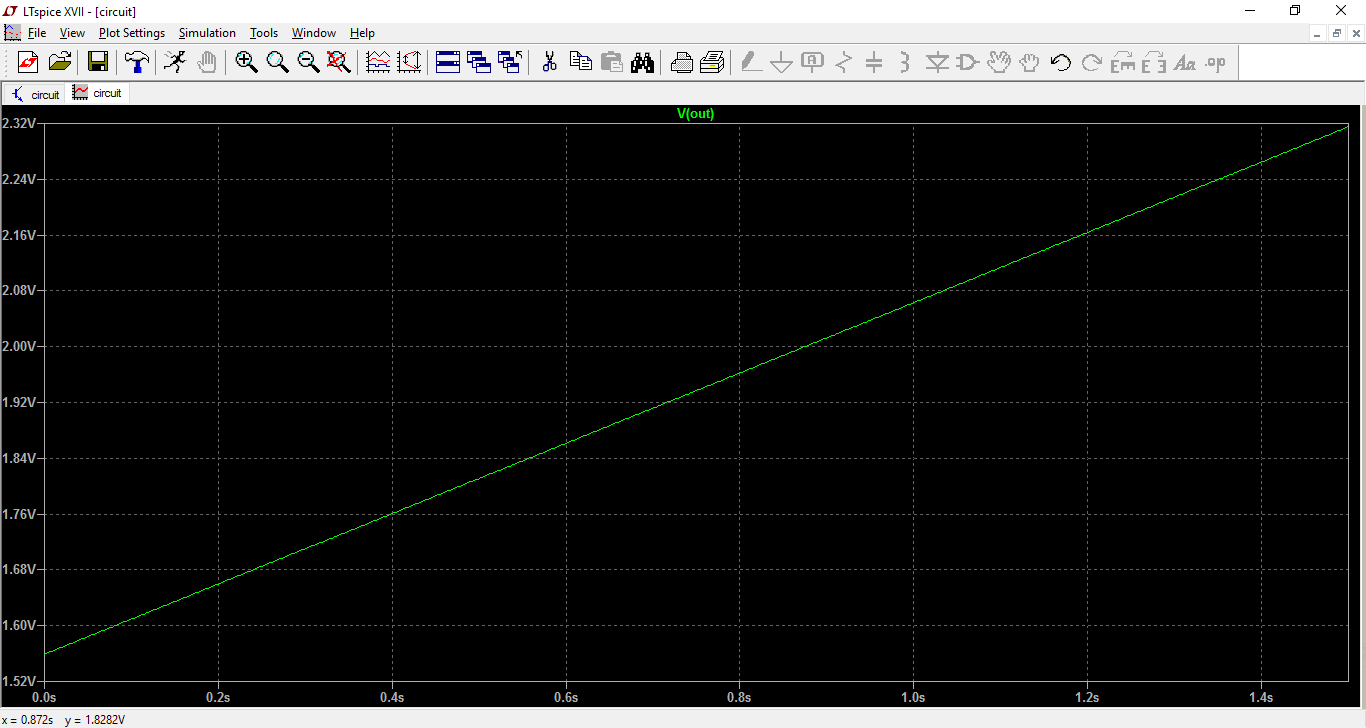 LTspice XVII - [circuit]
File View Plot Settings Simulation Tools Window Help
A Aa .op
circuit circuit
V(out)
2.32V
2.24V
2.16V
2.08V
2.00V
1.92V
1.84V
1.76V
1.68V
1.60V
1.52V
0.0s 0.2s 0.4s 0.6s 0.8s 1.0s 1.2s 1.4s
x = 0.872s y = 1.8282V